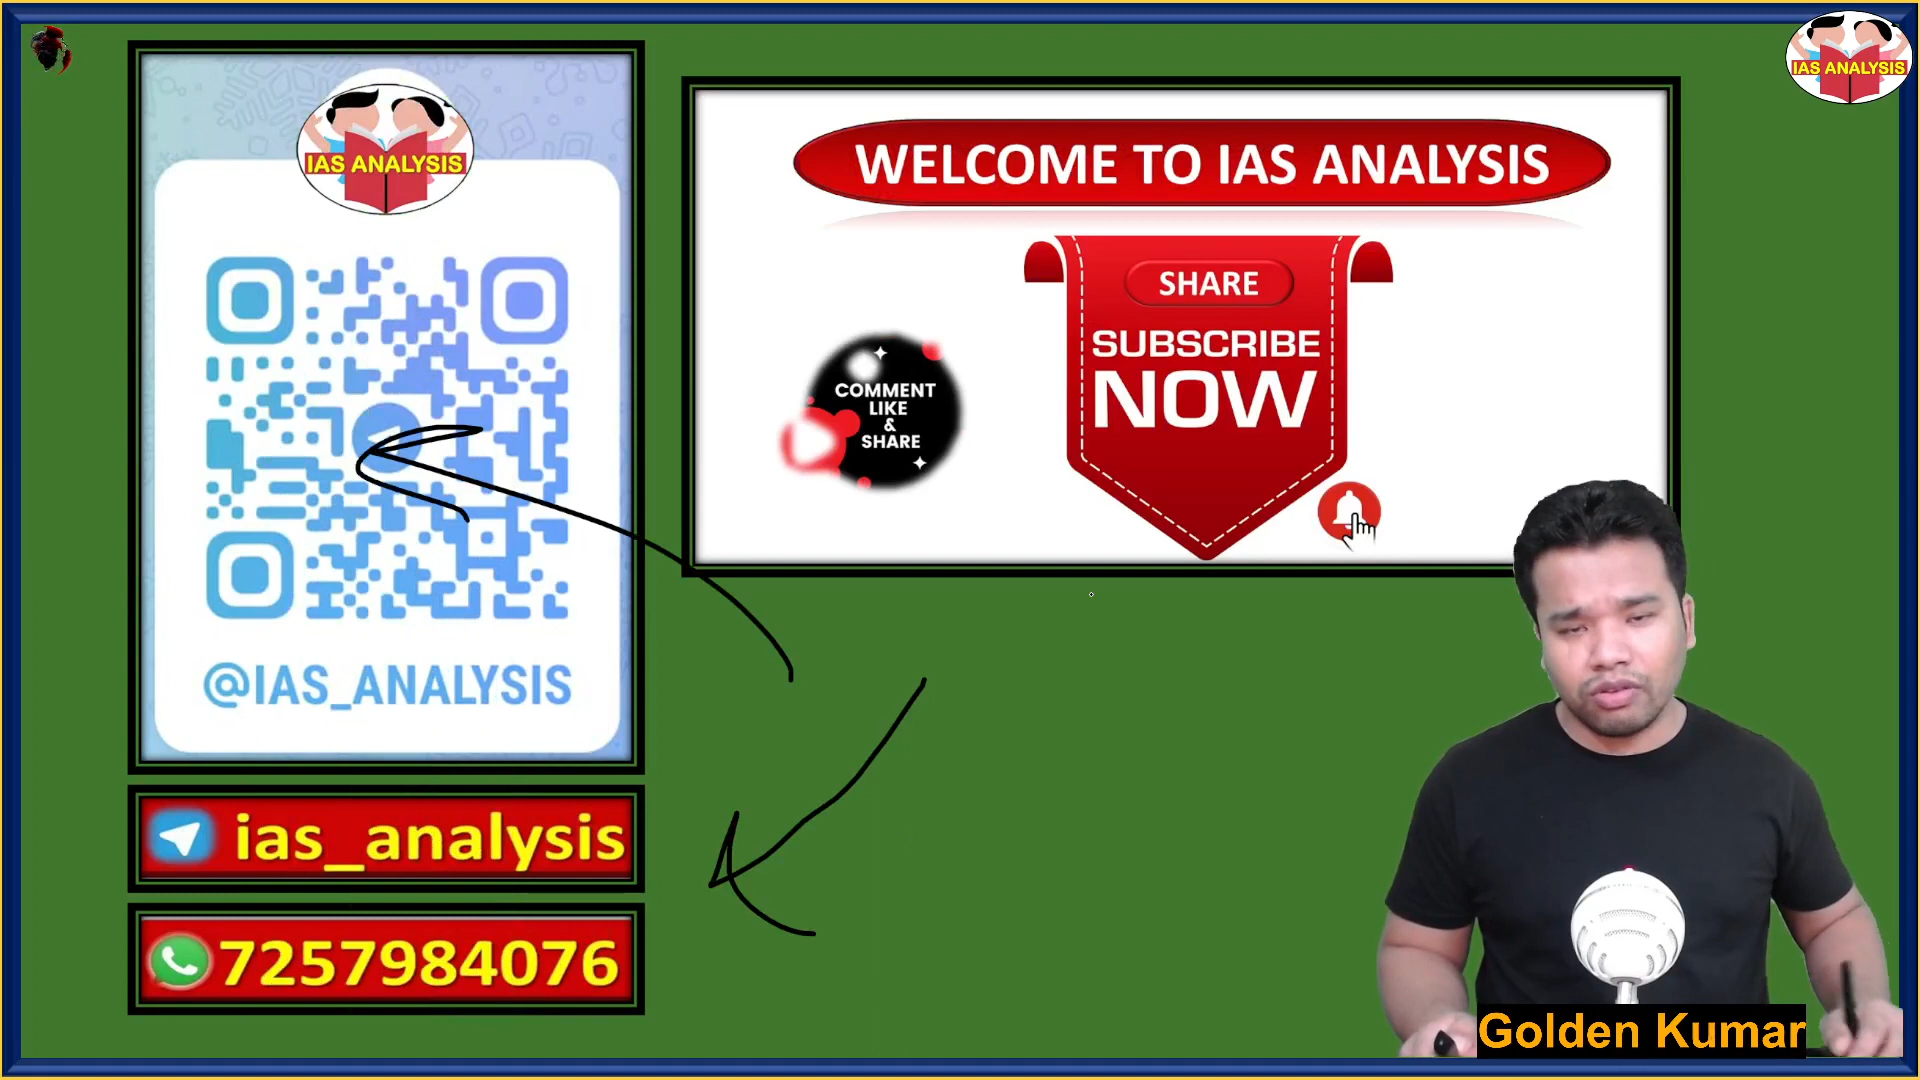 IAS ANALYSIS
@IAS_ANALYSIS
ias_analysis
7257984076
WELCOME TO IAS ANALYSIS
SHARE
SUBSCRIBE
NOW
COMMENT
LIKE
&
SHARE
IAS ANALYSIS
Golden Kumar